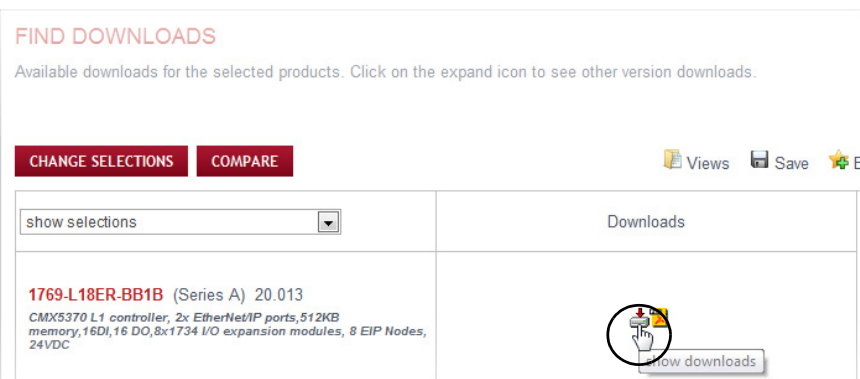 FIND DOWNLOADS
Available downloads for the selected products. Click on the expand icon to see other version downloads.
CHANGE SELECTIONS COMPARE Views Save E
show selections Downloads
1769-L18ER-BB1B (Series A) 20.013
CMX5370 L1 controller, 2x EtherNet/IP ports,512KB
memory,16DI,16 DO,8x1734 I/O expansion modules, 8 EIP Nodes,
24VDC
show downloads